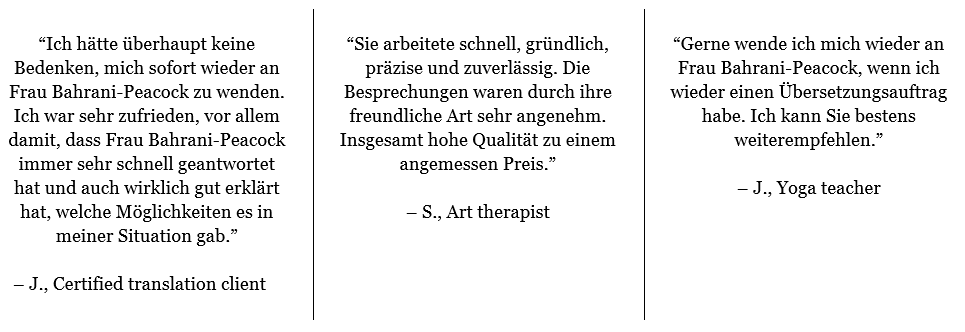 “Ich hätte überhaupt keine
Bedenken, mich sofort wieder an
Frau Bahrani-Peacock zu wenden.
Ich war sehr zufrieden, vor allem
damit, dass Frau Bahrani-Peacock
immer sehr schnell geantwortet
hat und auch wirklich gut erklärt
hat, welche Möglichkeiten es in
meiner Situation gab.”
– J., Certified translation client
“Sie arbeitete schnell, gründlich,
präzise und zuverlässig. Die
Besprechungen waren durch ihre
freundliche Art sehr angenehm.
Insgesamt hohe Qualität zu einem
angemessen Preis.”
– S., Art therapist
“Gerne wende ich mich wieder an
Frau Bahrani-Peacock, wenn ich
wieder einen Übersetzungsauftrag
habe. Ich kann Sie bestens
weiterempfehlen.”
– J., Yoga teacher